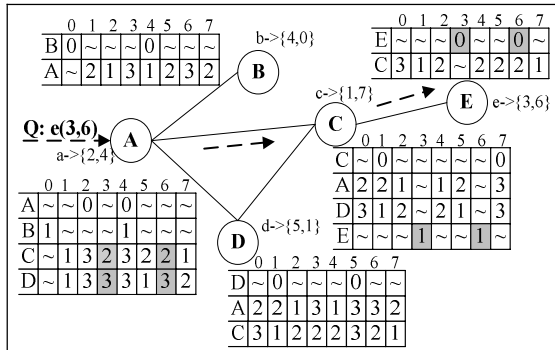 0 1 2 3 4 5 6 7
B 0 ~ ~ ~ 0 ~ ~ ~
A ~ 2 1 3 1 2 3 2
b->{4,0}
B
0 1 2 3 4 5 6 7
E ~ ~ ~ 0 ~ ~ 0 ~
C 3 1 2 ~ 2 2 2 1
c->{1,7}
C
E
e->{3,6}
Q: e(3,6)
a->{2,4}
A
0 1 2 3 4 5 6 7
C ~ 0 ~ ~ ~ ~ ~ 0
A 2 2 1 ~ 1 2 ~ 3
D 3 1 2 ~ 2 1 ~ 3
E ~ ~ ~ 1 ~ ~ 1 ~
0 1 2 3 4 5 6 7
A ~ ~ 0 ~ 0 ~ ~ ~
B 1 ~ ~ ~ 1 ~ ~ ~
C ~ 1 3 2 3 2 2 1
D ~ 1 3 3 1 3 3 2
D
d->{5,1}
0 1 2 3 4 5 6 7
D ~ 0 ~ ~ ~ 0 ~ ~
A 2 2 1 3 1 3 3 2
C 3 1 2 2 2 3 2 1